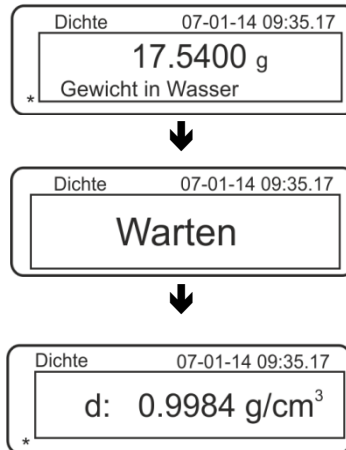 Dichte 07-01-14 09:35.17
17.5400 g
Gewicht in Wasser
*
Dichte 07-01-14 09:35.17
Warten
Dichte 07-01-14 09:35.17
d: 0.9984 g/cm³
*